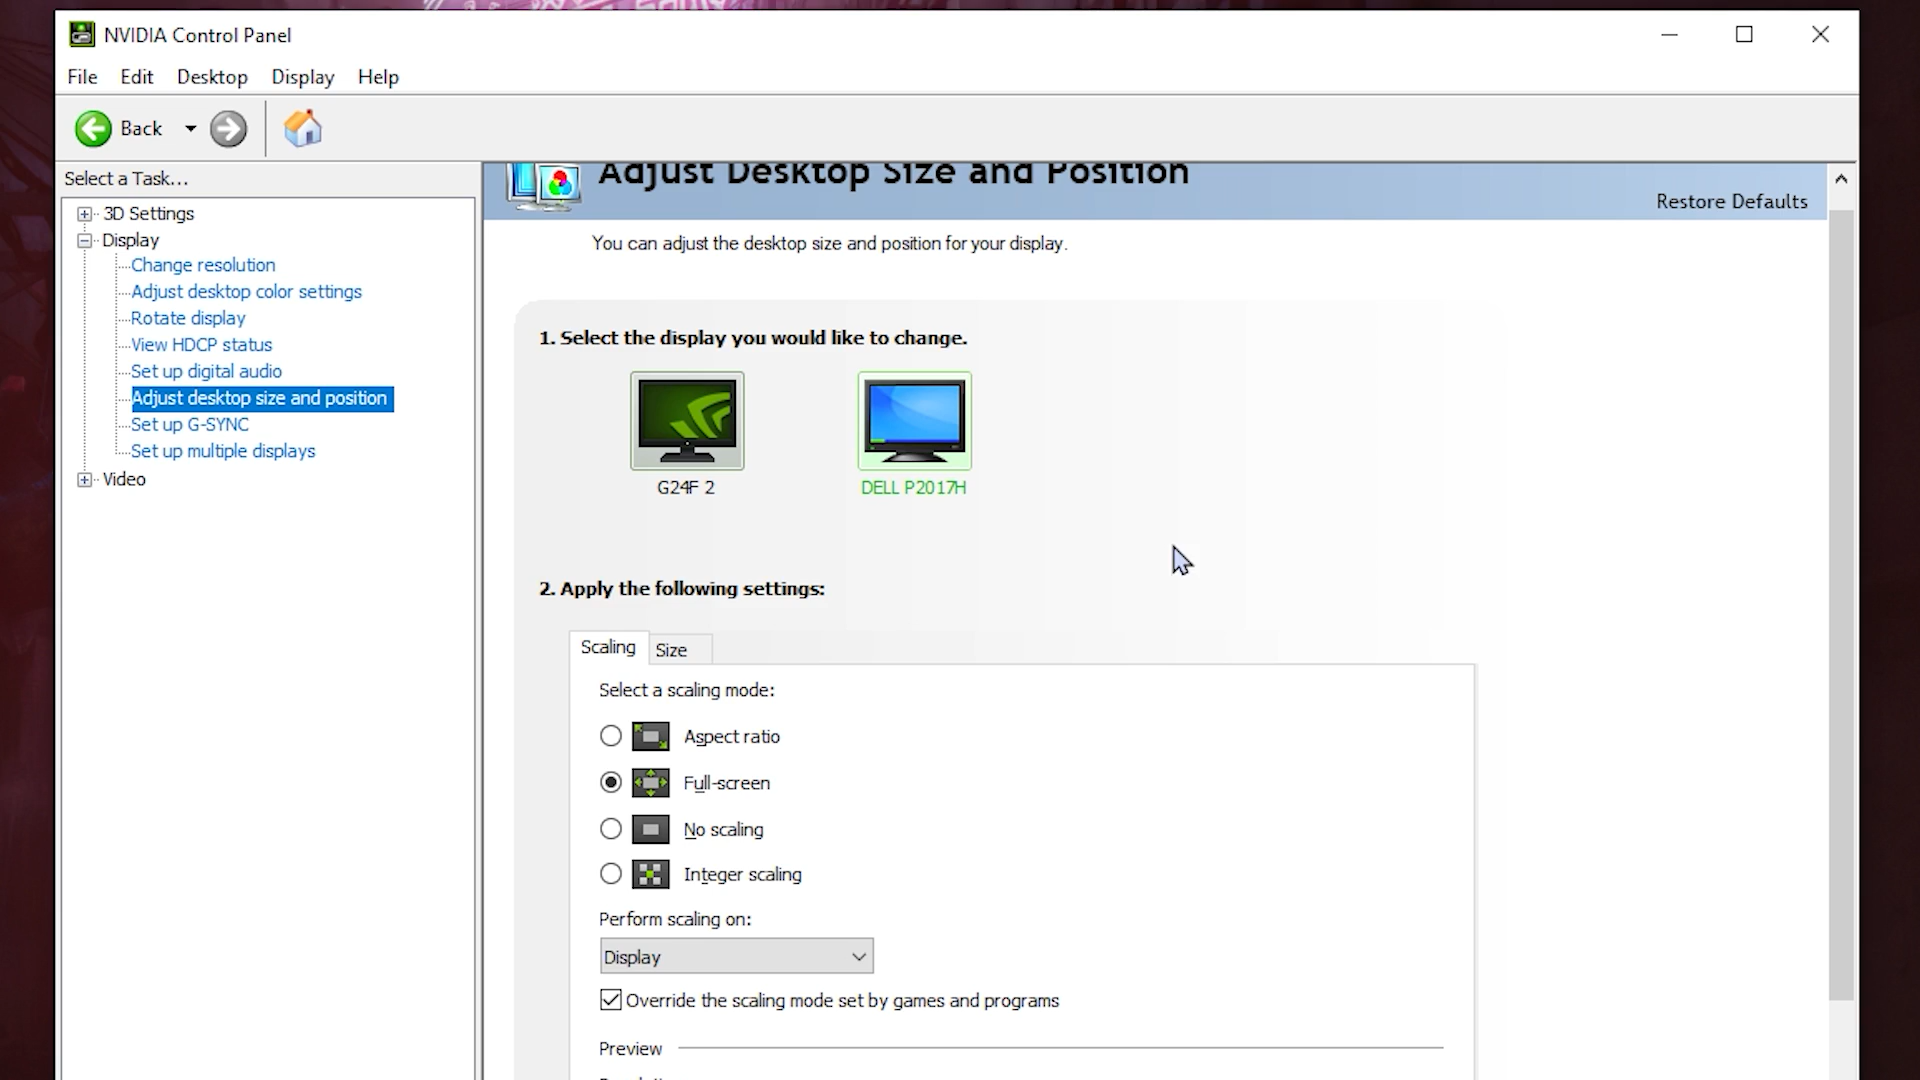 NVIDIA Control Panel
File Edit Desktop Display Help
Back
Select a Task...
3D Settings
Display
Change resolution
Adjust desktop color settings
Rotate display
View HDCP status
Set up digital audio
Adjust desktop size and position
Set up G-SYNC
Set up multiple displays
Video
Adjust Desktop Size and Position
Restore Defaults
You can adjust the desktop size and position for your display.
1. Select the display you would like to change.
G24F 2 DELL P2017H
2. Apply the following settings:
Scaling Size
Select a scaling mode:
Aspect ratio
Full-screen
No scaling
Integer scaling
Perform scaling on:
Display
Override the scaling mode set by games and programs
Preview